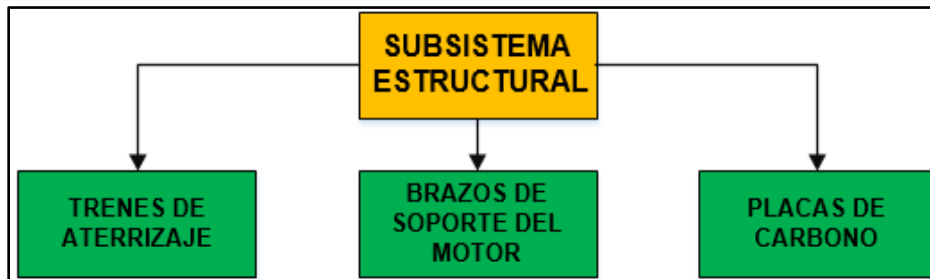 SUBSISTEMA
ESTRUCTURAL
TRENES DE
ATERRIZAJE
BRAZOS DE
SOPORTE DEL
MOTOR
PLACAS DE
CARBONO